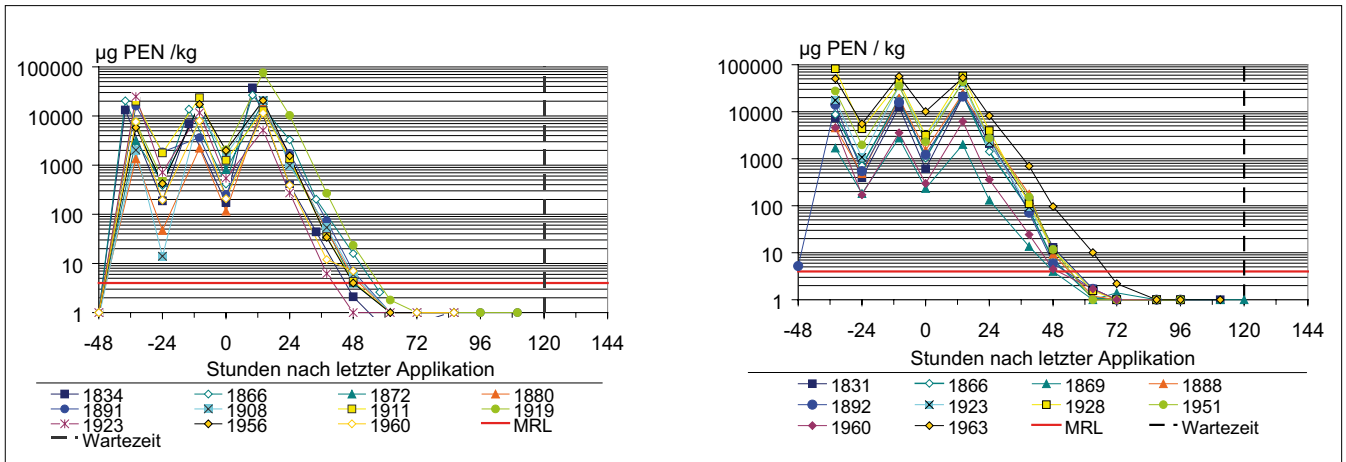 µg PEN /kg
100000
10000
1000
100
10
1
-48 -24 0 24 48 72 96 120 144
Stunden nach letzter Applikation
1834 1866 1872 1880
1891 1908 1911 1919
1923 1956 1960 MRL
Wartezeit
µg PEN / kg
100000
10000
1000
100
10
1
-48 -24 0 24 48 72 96 120 144
Stunden nach letzter Applikation
1831 1866 1869 1888
1892 1923 1928 1951
1960 1963 MRL Wartezeit